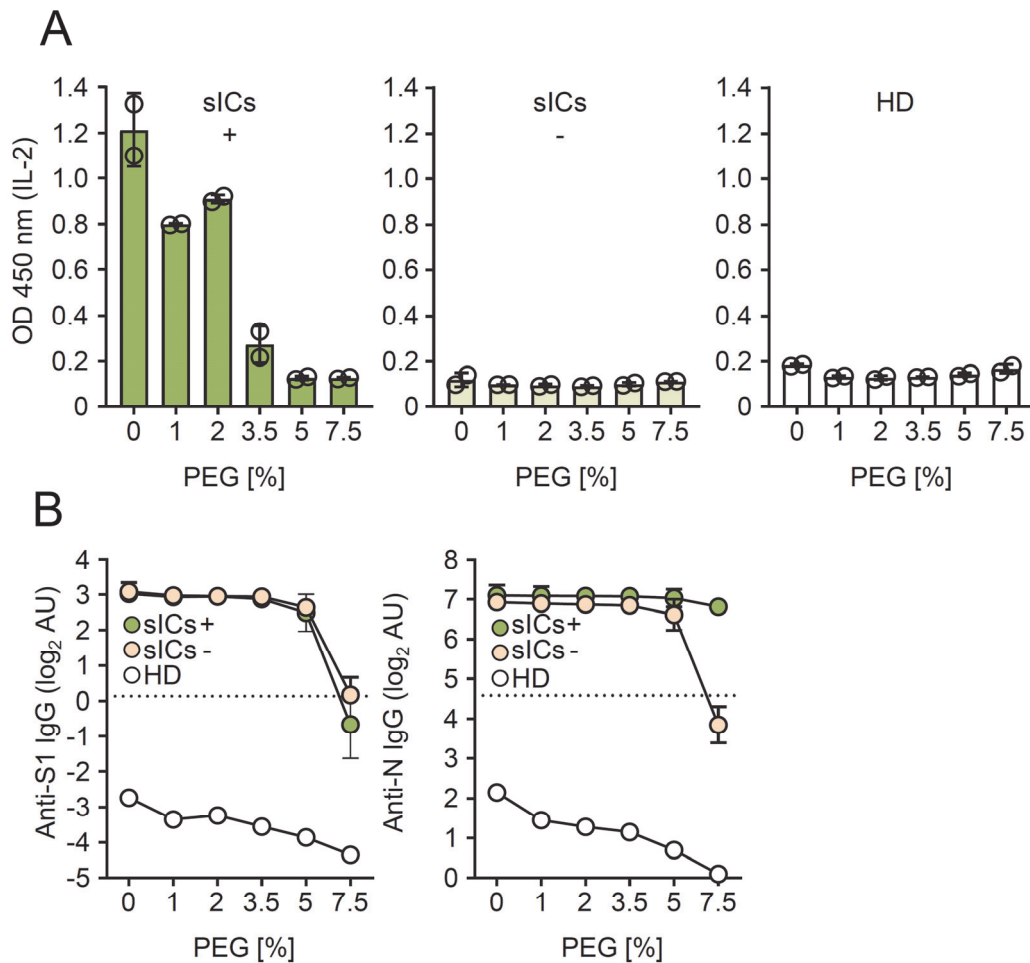 A
OD 450 nm (IL-2)
1.4
1.2
1.0
0.8
0.6
0.4
0.2
0
sICs
+
0 1 2 3.5 5 7.5
PEG [%]
1.4
1.2
1.0
0.8
0.6
0.4
0.2
0
sICs
-
0 1 2 3.5 5 7.5
PEG [%]
1.4
1.2
1.0
0.8
0.6
0.4
0.2
0
HD
0 1 2 3.5 5 7.5
PEG [%]
B
Anti-S1 IgG (log₂ AU)
4
3
2
1
0
-1
-2
-3
-4
-5
sICs +
sICs -
HD
0 1 2 3.5 5 7.5
PEG [%]
Anti-N IgG (log₂ AU)
8
7
6
5
4
3
2
1
0
sICs +
sICs -
HD
0 1 2 3.5 5 7.5
PEG [%]